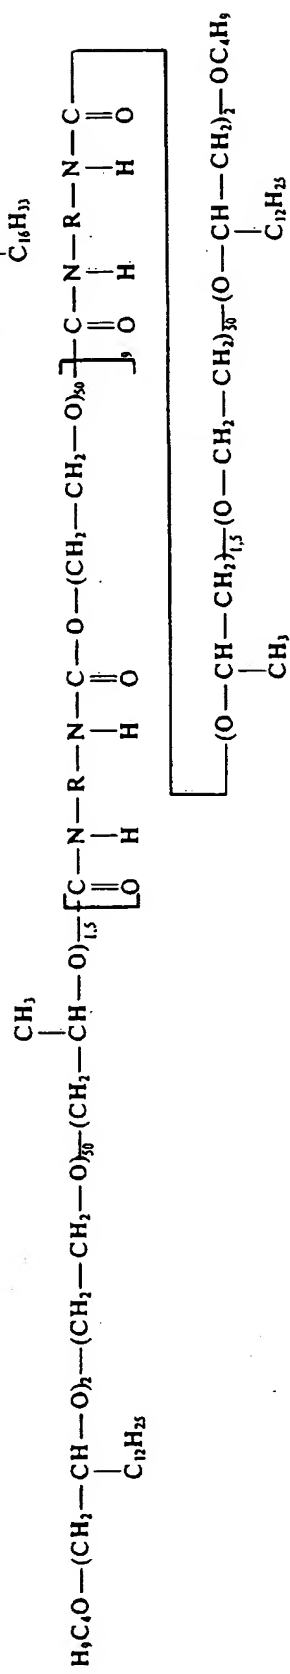 C₁₆H₃₃
H₉C₄O—(CH₂—CH—O)₂—(CH₂—CH₂—O)₅₀—(CH₂—CH—O)₁,₅—[C—N—R—N—C—O—(CH₂—CH₂—O)₅₀—C—N—R—N—C
C₁₂H₂₅
CH₃
O H H O O H H O
]₉
(O—CH—CH₂)₁,₅—(O—CH₂—CH₂)₅₀—(O—CH—CH₂)₂—OC₄H₉
CH₃ C₁₂H₂₅